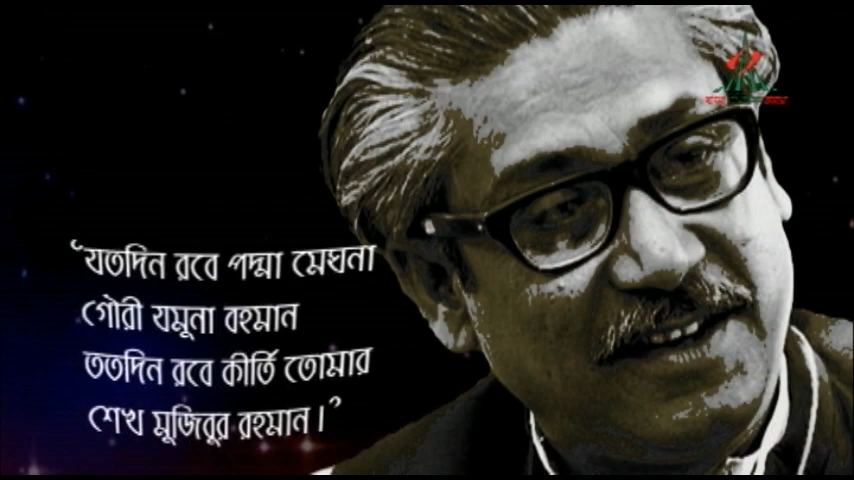 ‘যতদিন রবে পদ্মা মেঘনা
গৌরী যমুনা বহমান
ততদিন রবে কীর্তি তোমার
শেখ মুজিবুর রহমান।’